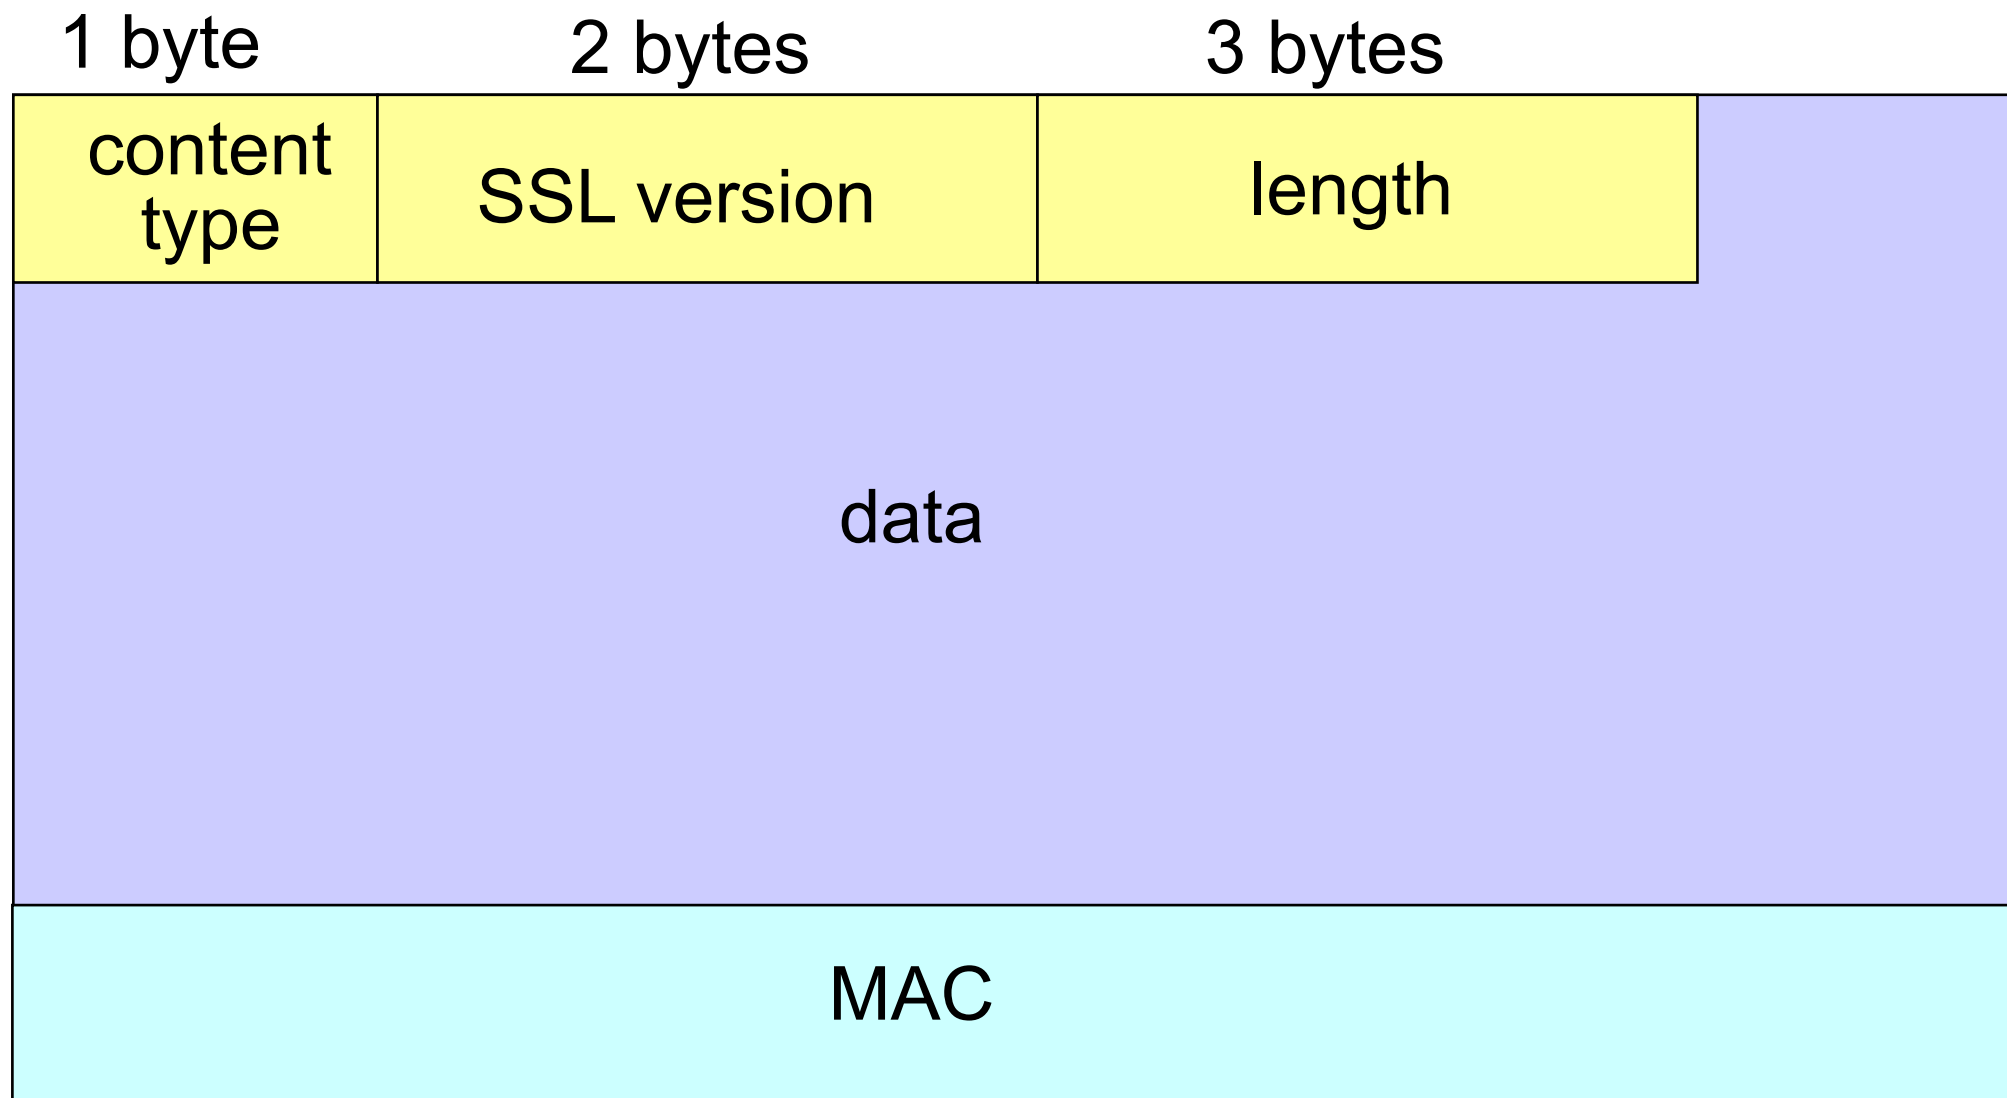 1 byte
2 bytes
3 bytes
content
type
SSL version
length
data
MAC